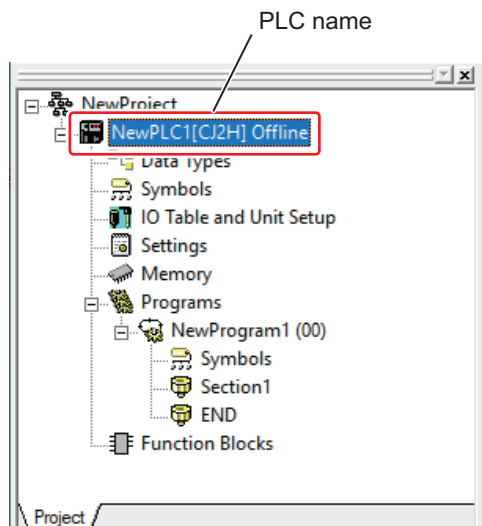 PLC name
NewProject
NewPLC1[CJ2H] Offline
Data Types
Symbols
IO Table and Unit Setup
Settings
Memory
Programs
NewProgram1 (00)
Symbols
Section1
END
Function Blocks
Project